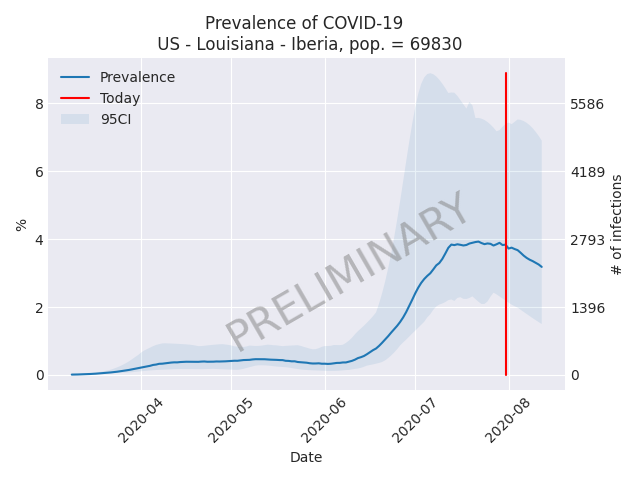 Prevalence of COVID-19
US - Louisiana - Iberia, pop. = 69830
Prevalence
Today
95CI
8
6
4
2
0
%
5586
4189
2793
1396
0
# of infections
PRELIMINARY
2020-04
2020-05
2020-06
2020-07
2020-08
Date